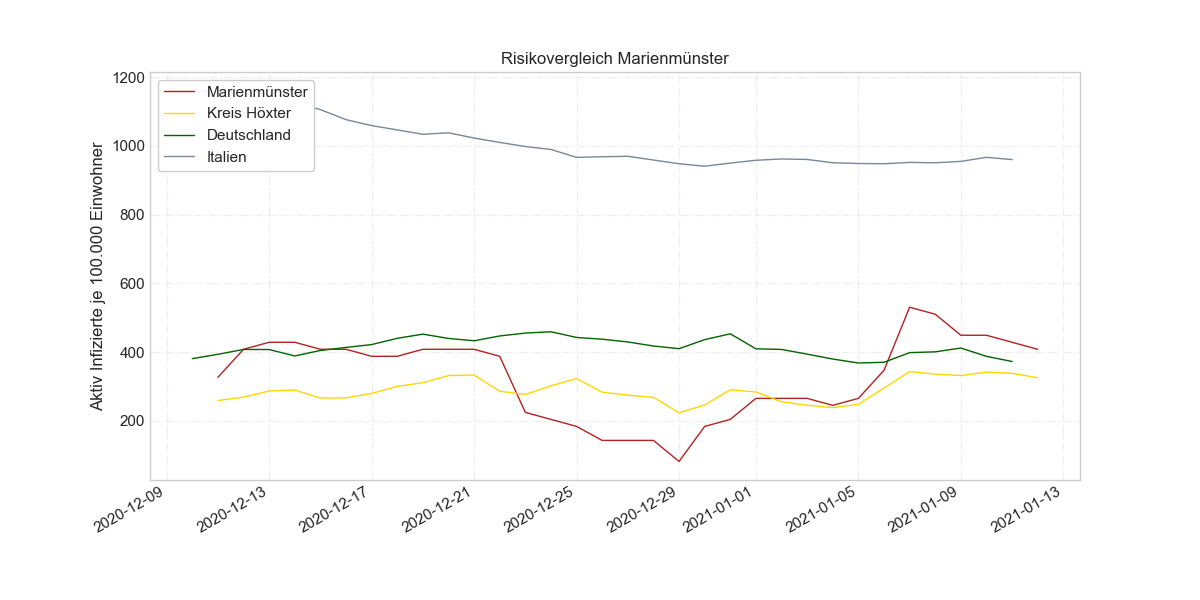 Risikovergleich Marienmünster
Aktiv Infizierte je 100.000 Einwohner
1200
1000
800
600
400
200
Marienmünster
Kreis Höxter
Deutschland
Italien
2020-12-09
2020-12-13
2020-12-17
2020-12-21
2020-12-25
2020-12-29
2021-01-01
2021-01-05
2021-01-09
2021-01-13